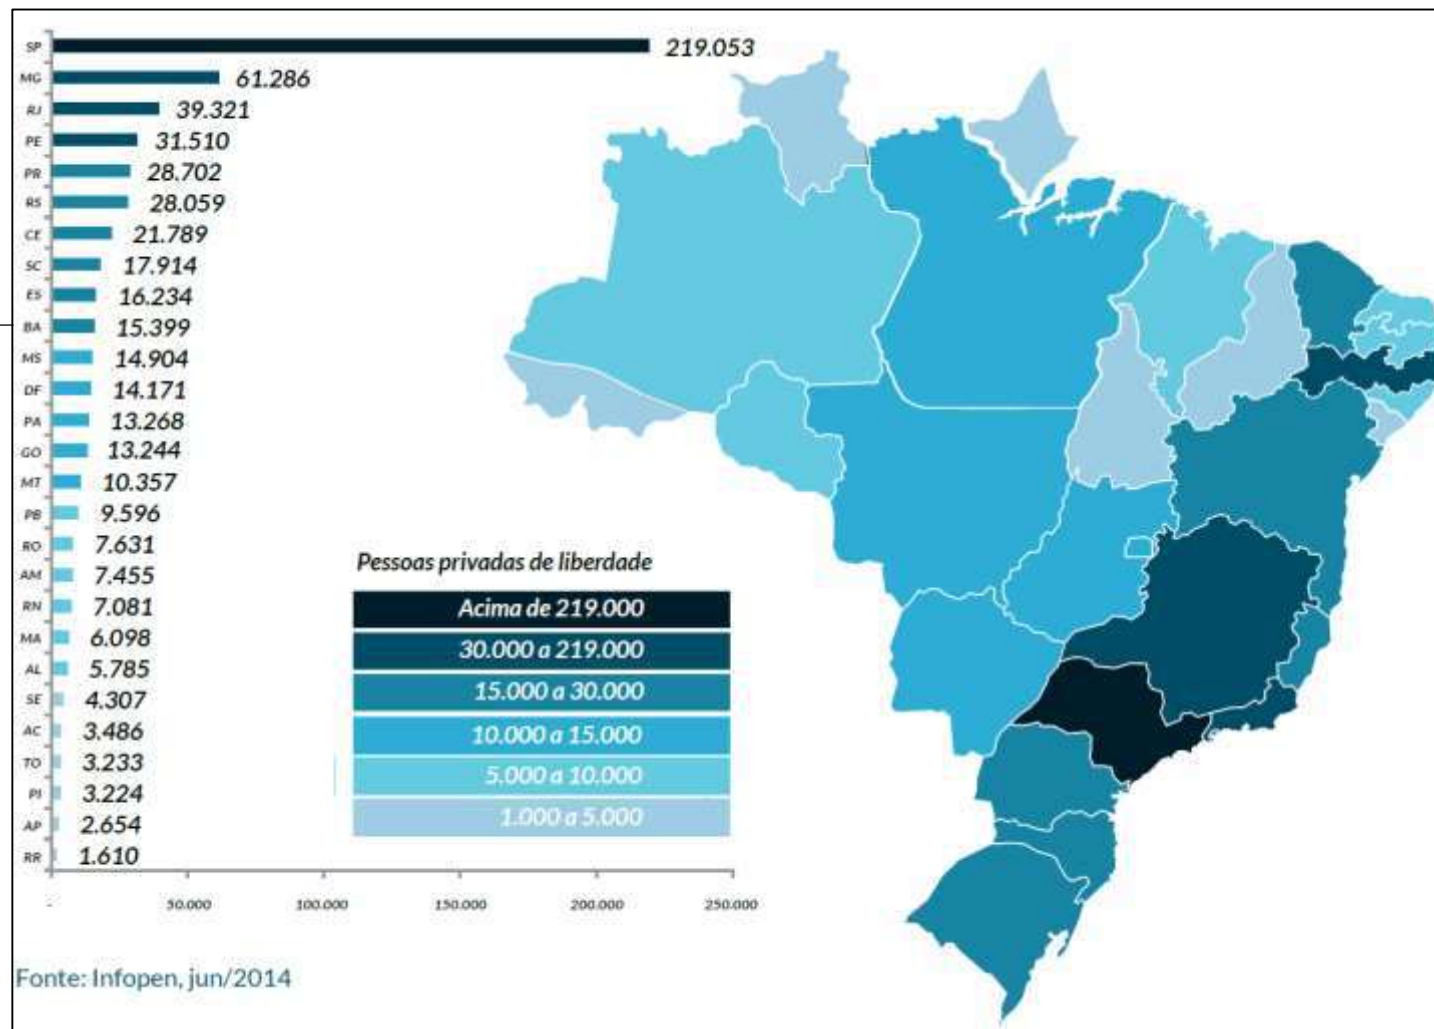 SP 219.053
MG 61.286
RJ 39.321
PE 31.510
PR 28.702
RS 28.059
CE 21.789
SC 17.914
ES 16.234
BA 15.399
MS 14.904
DF 14.171
PA 13.268
GO 13.244
MT 10.357
PB 9.596
RO 7.631
AM 7.455
RN 7.081
MA 6.098
AL 5.785
SE 4.307
AC 3.486
TO 3.233
PI 3.224
AP 2.654
RR 1.610
- 50.000 100.000 150.000 200.000 250.000
Pessoas privadas de liberdade
Acima de 219.000
30.000 a 219.000
15.000 a 30.000
10.000 a 15.000
5.000 a 10.000
1.000 a 5.000
Fonte: Infopen, jun/2014